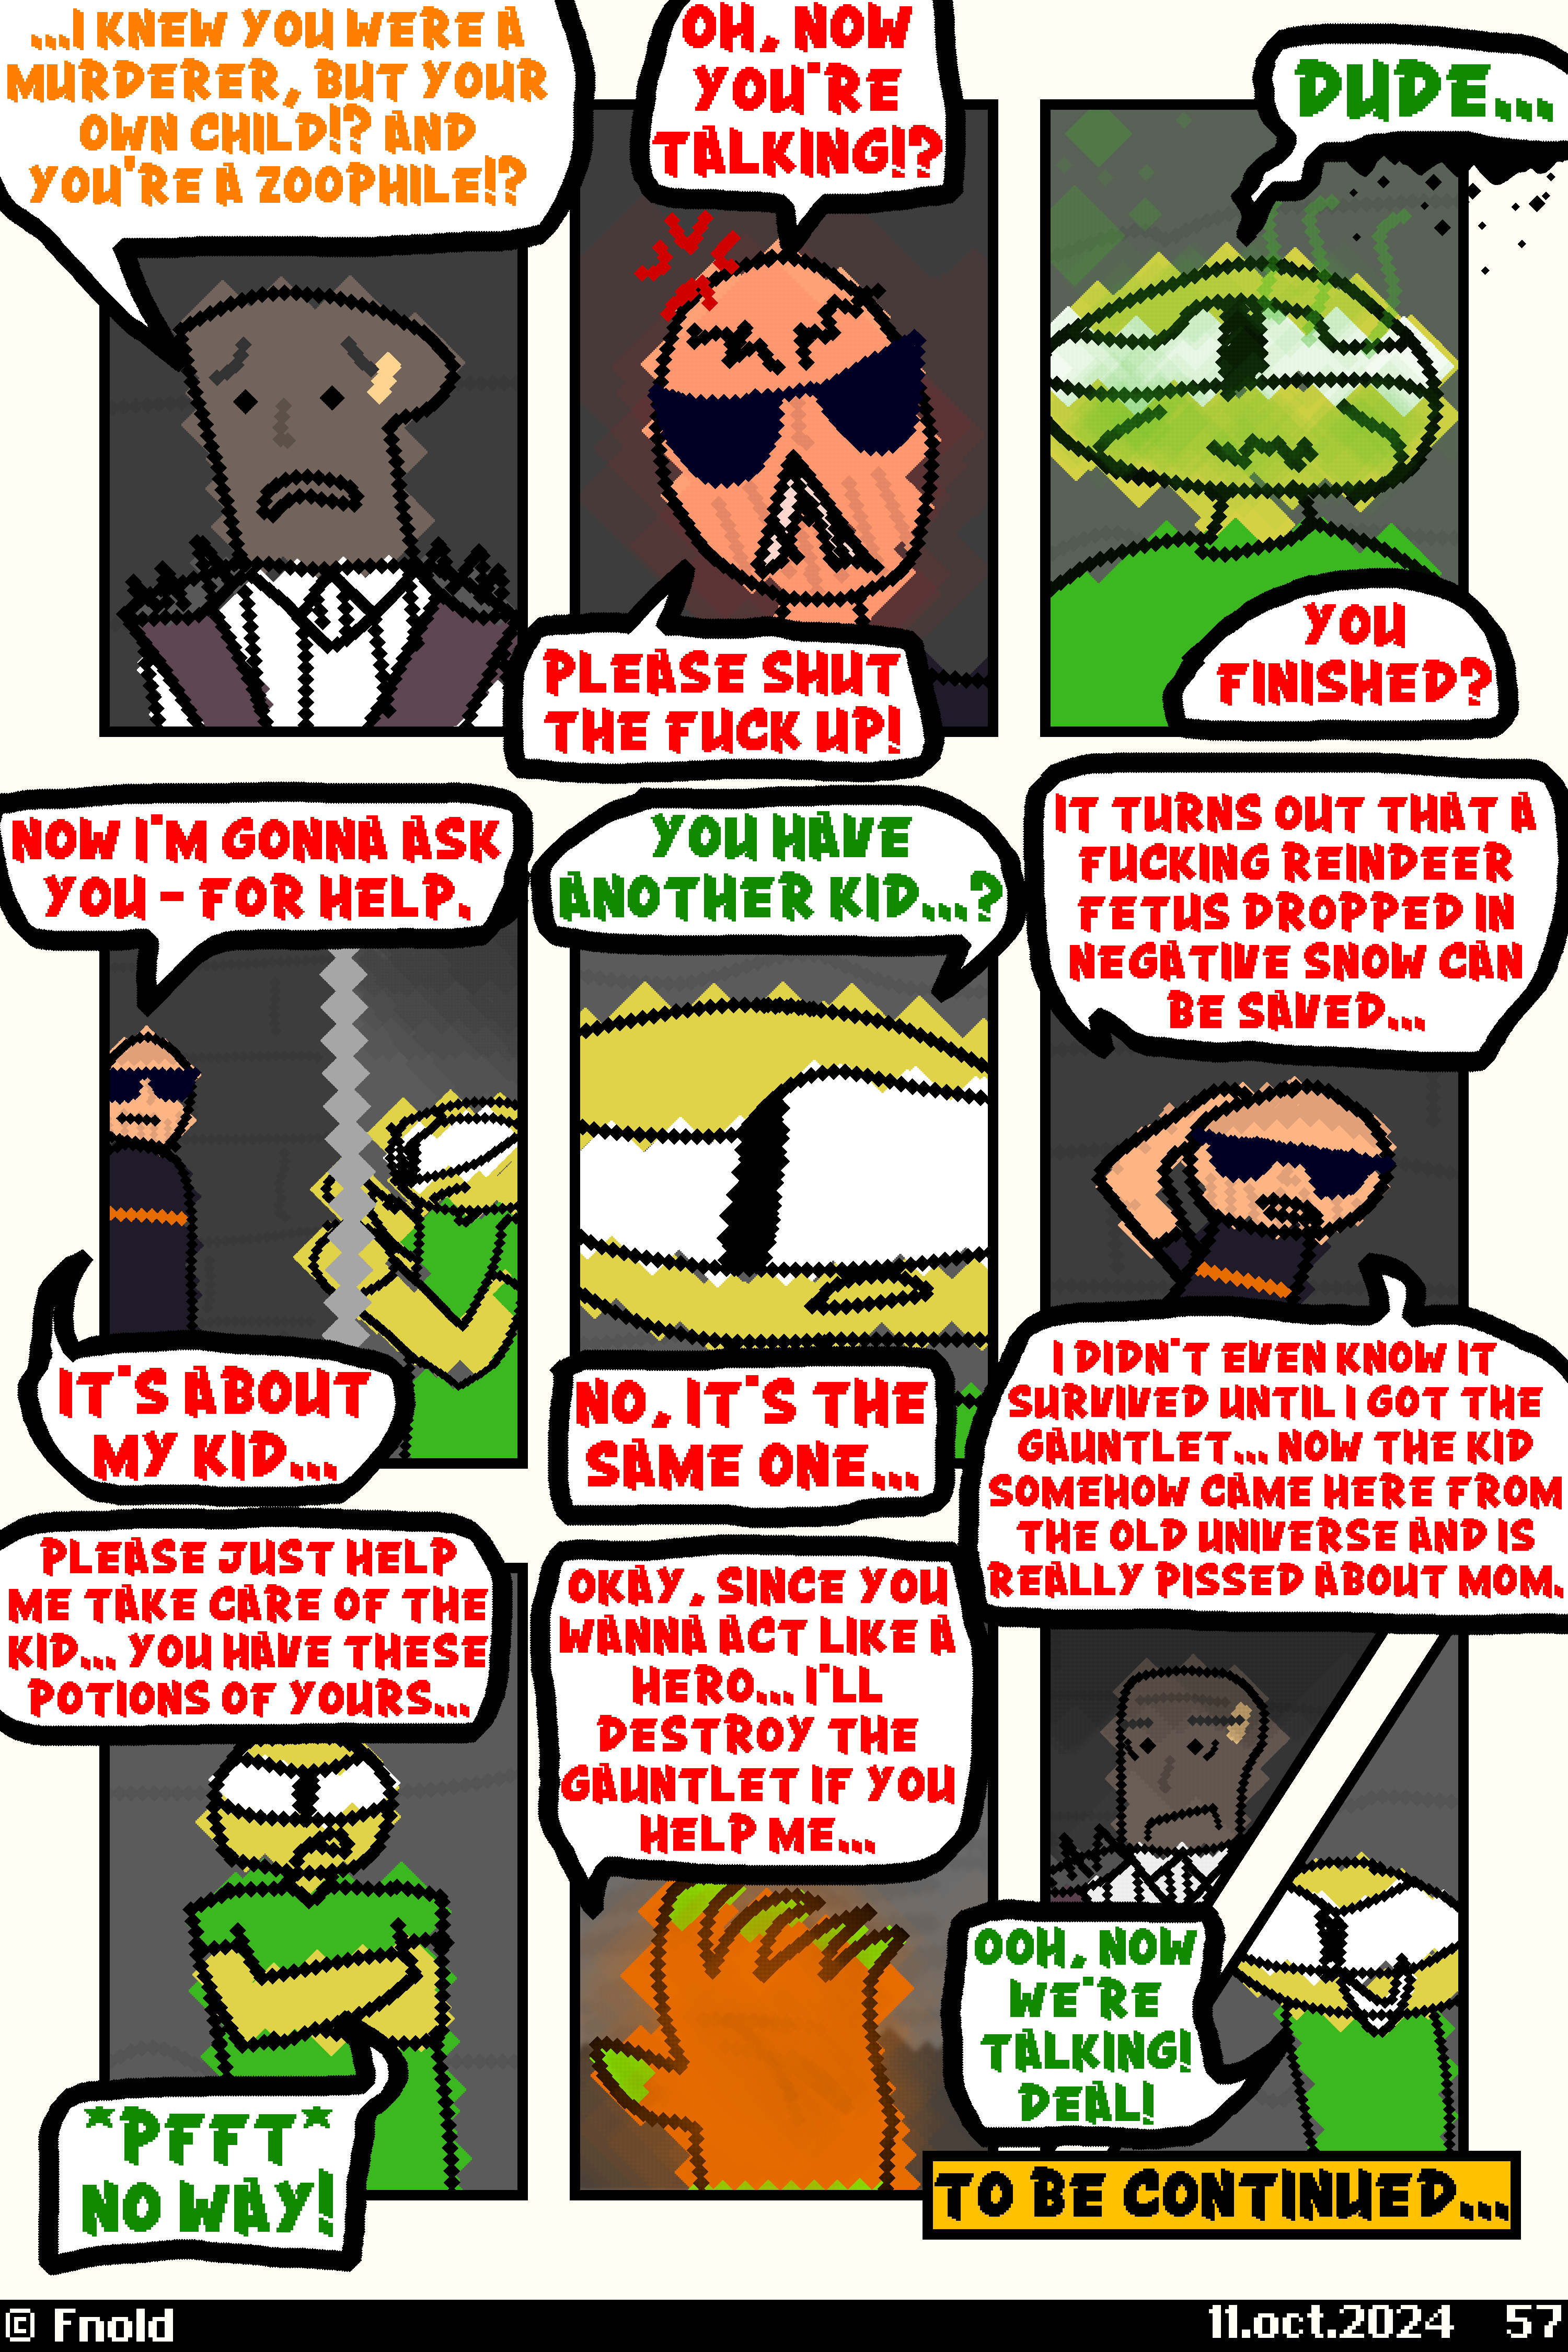 ...I KNEW YOU WERE A
MURDERER, BUT YOUR
OWN CHILD!? AND
YOU'RE A ZOOPHILE!?
OH, NOW
YOU'RE
TALKING!?
PLEASE SHUT
THE FUCK UP!
DUDE...
YOU
FINISHED?
NOW I'M GONNA ASK
YOU - FOR HELP.
IT'S ABOUT
MY KID...
YOU HAVE
ANOTHER KID...?
NO, IT'S THE
SAME ONE...
IT TURNS OUT THAT A
FUCKING REINDEER
FETUS DROPPED IN
NEGATIVE SNOW CAN
BE SAVED...
I DIDN'T EVEN KNOW IT
SURVIVED UNTIL I GOT THE
GAUNTLET... NOW THE KID
SOMEHOW CAME HERE FROM
THE OLD UNIVERSE AND IS
REALLY PISSED ABOUT MOM.
PLEASE JUST HELP
ME TAKE CARE OF THE
KID... YOU HAVE THESE
POTIONS OF YOURS...
*PFFT*
NO WAY!
OKAY, SINCE YOU
WANNA ACT LIKE A
HERO... I'LL
DESTROY THE
GAUNTLET IF YOU
HELP ME...
OOH, NOW
WE'RE
TALKING!
DEAL!
TO BE CONTINUED...
© Fnold
11.oct.2024 57